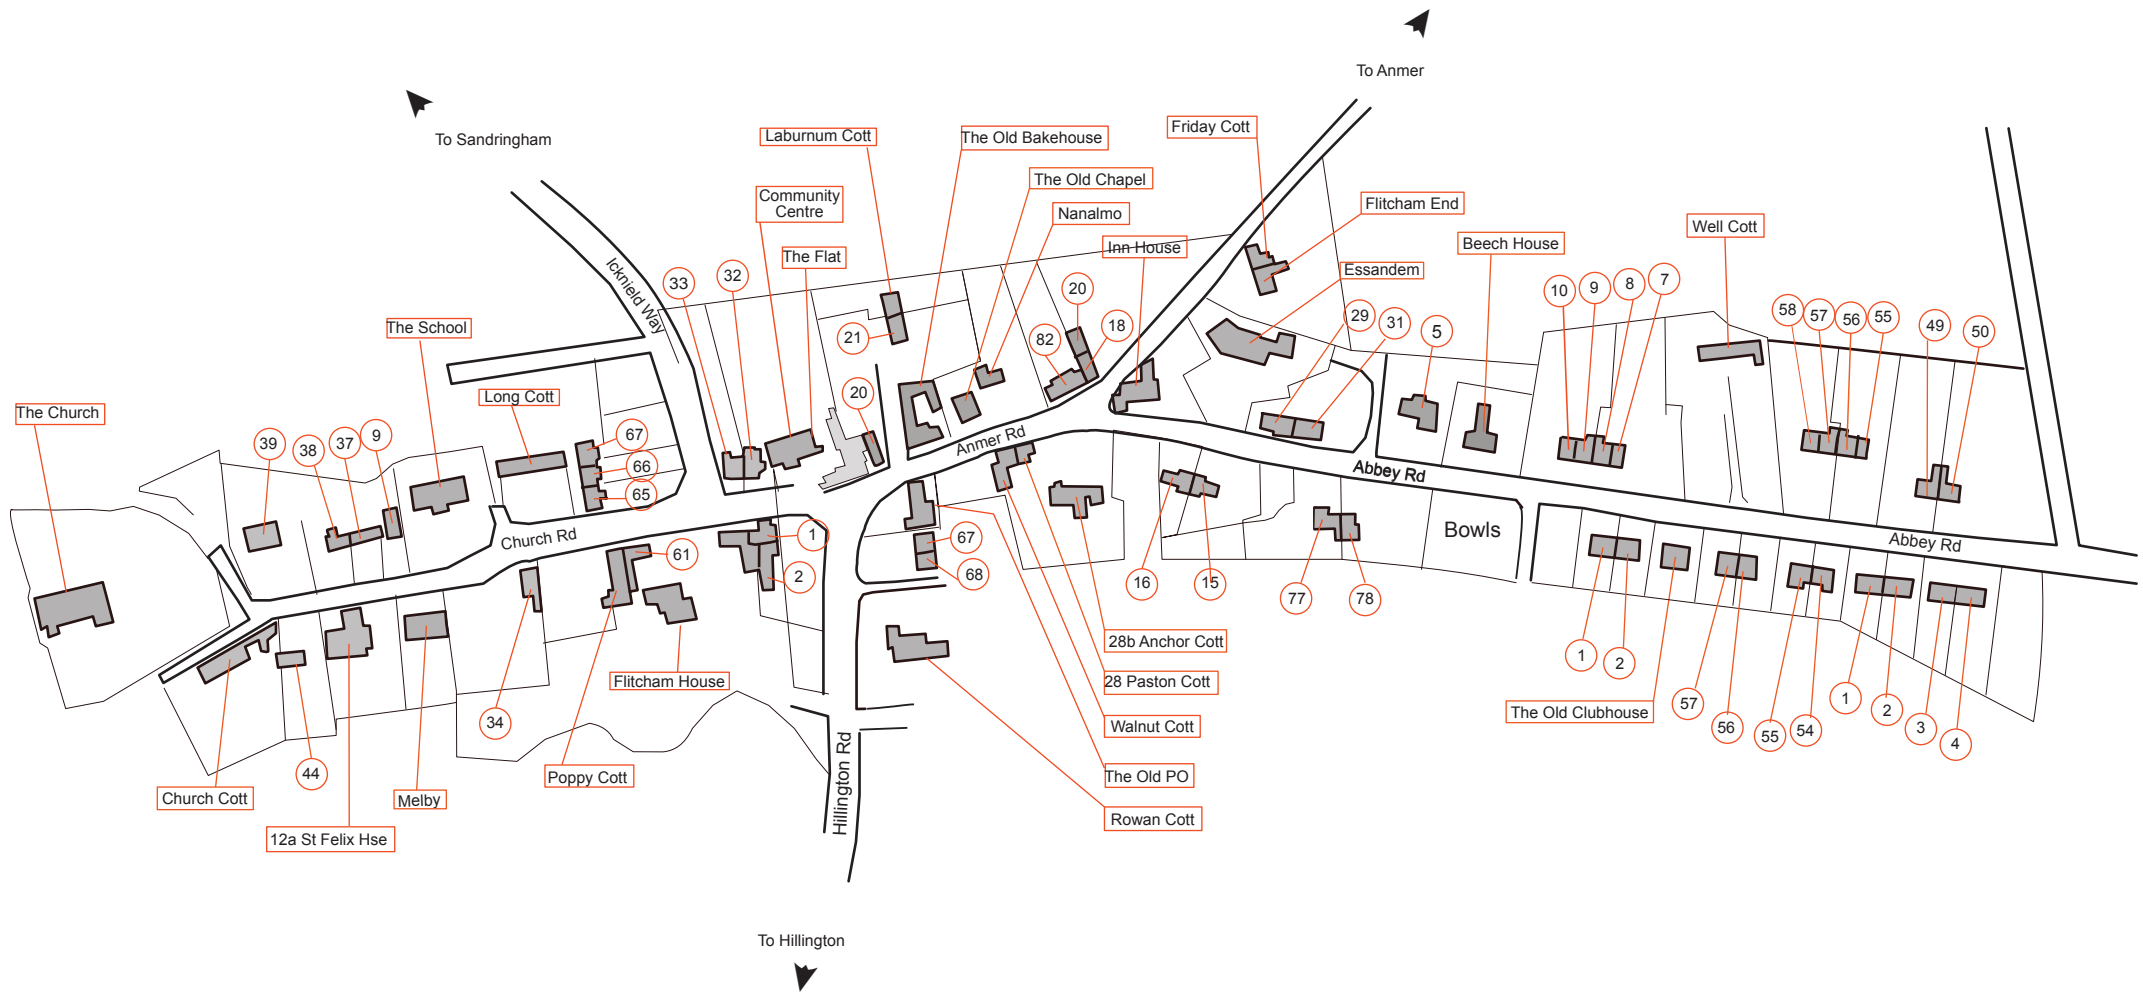 To Anmer
To Sandringham
Friday Cott
Laburnum Cott
The Old Bakehouse
The Old Chapel
Community
Centre
Flitcham End
Nanalmo
Well Cott
Beech House
Inn House
The Flat
Essandem
Icknield Way
33
32
20
18
82
21
20
29
31
5
10
9
8
7
58
57
56
55
49
50
The School
Long Cott
The Church
39
38
37
9
67
66
65
Anmer Rd
Abbey Rd
Bowls
Abbey Rd
Church Rd
61
1
2
67
68
16
15
77
78
28b Anchor Cott
28 Paston Cott
Walnut Cott
The Old PO
Rowan Cott
1
2
The Old Clubhouse
57
56
55
54
1
2
3
4
Flitcham House
34
Poppy Cott
44
Church Cott
Melby
12a St Felix Hse
Hillington Rd
To Hillington